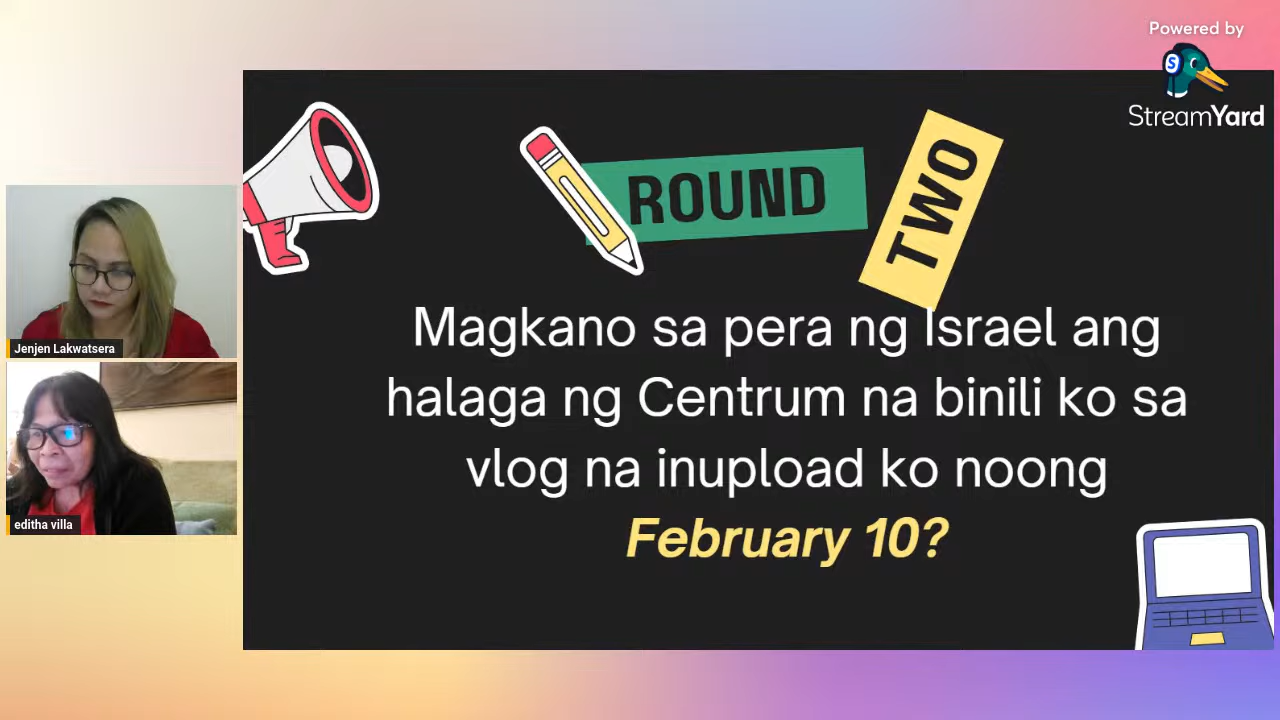 Powered by
StreamYard
ROUND
TWO
Magkano sa pera ng Israel ang
halaga ng Centrum na binili ko sa
vlog na inupload ko noong
February 10?
Jenjen Lakwatsera
editha villa